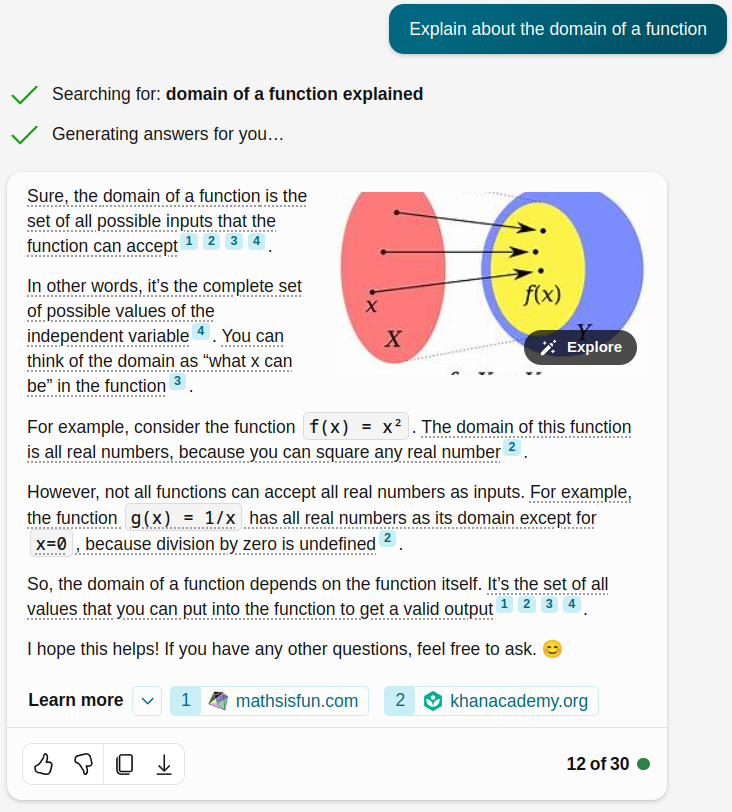 Explain about the domain of a function
Searching for: domain of a function explained
Generating answers for you…
Sure, the domain of a function is the
set of all possible inputs that the
function can accept 1 2 3 4 .
In other words, it’s the complete set
of possible values of the
independent variable 4 . You can
think of the domain as “what x can
be” in the function 3 .
x
X
f(x)
Y
Explore
For example, consider the function f(x) = x² . The domain of this function
is all real numbers, because you can square any real number 2 .
However, not all functions can accept all real numbers as inputs. For example,
the function g(x) = 1/x has all real numbers as its domain except for
x=0 , because division by zero is undefined 2 .
So, the domain of a function depends on the function itself. It’s the set of all
values that you can put into the function to get a valid output 1 2 3 4 .
I hope this helps! If you have any other questions, feel free to ask. 😊
Learn more 1 mathsisfun.com 2 khanacademy.org
12 of 30